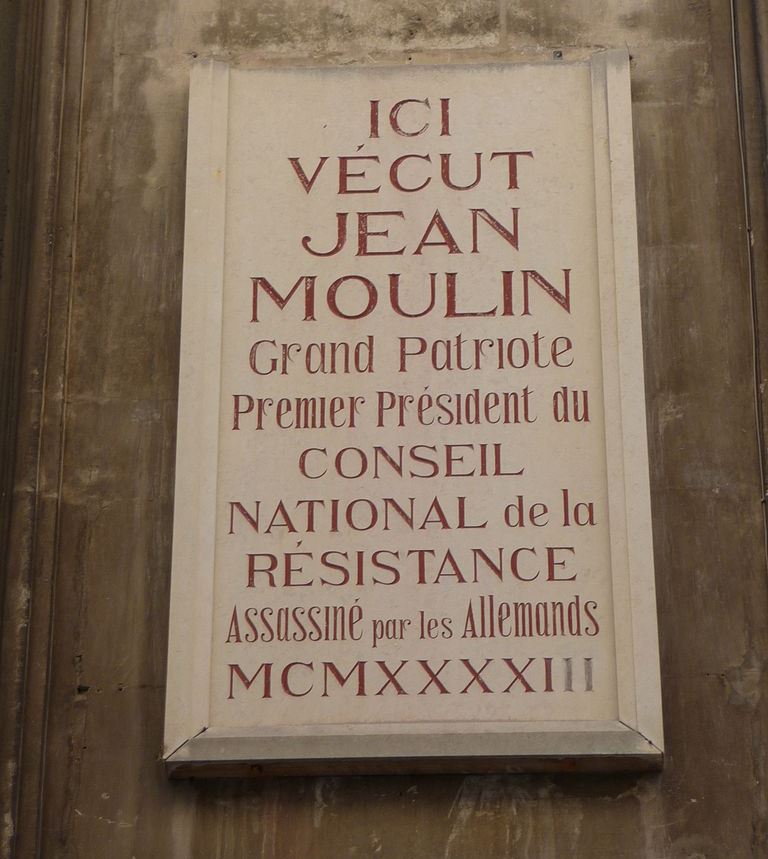 ICI
VÉCUT
JEAN
MOULIN
Grand Patriote
Premier Président du
CONSEIL
NATIONAL de la
RÉSISTANCE
Assassiné par les Allemands
MCMXXXXIII